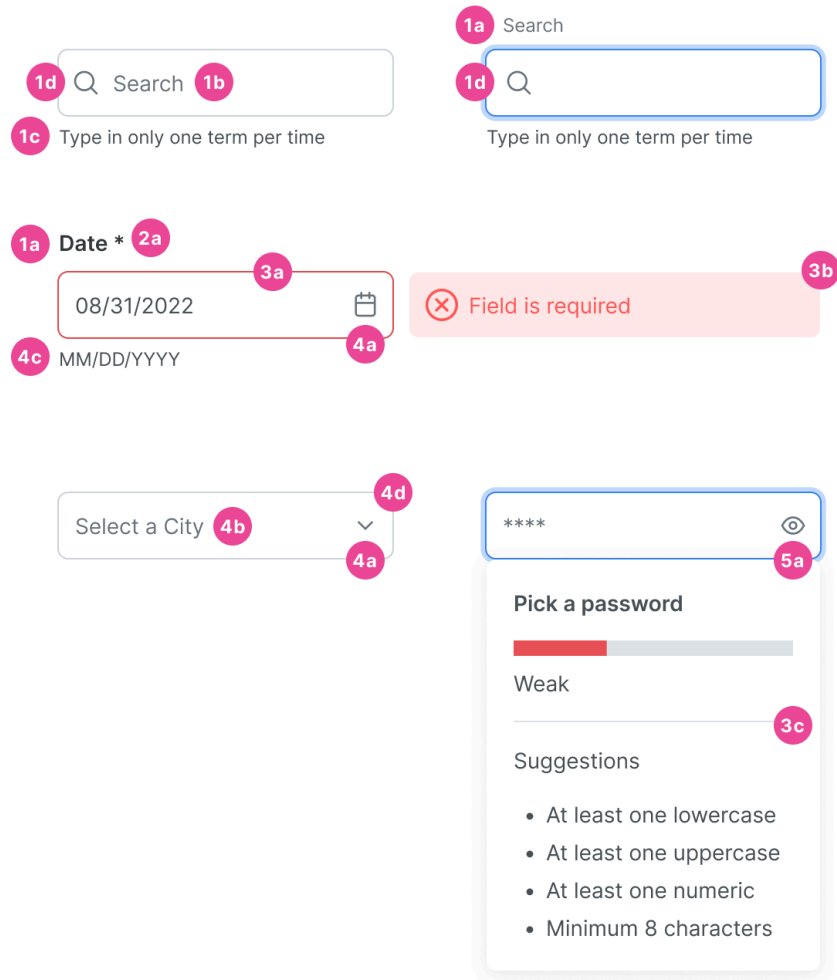 1a Search
1d Search 1b
1d
1c Type in only one term per time
Type in only one term per time
1a Date * 2a
3a
3b
08/31/2022
Field is required
4a
4c MM/DD/YYYY
4d
Select a City 4b
4a
****
5a
Pick a password
Weak
3c
Suggestions
• At least one lowercase
• At least one uppercase
• At least one numeric
• Minimum 8 characters